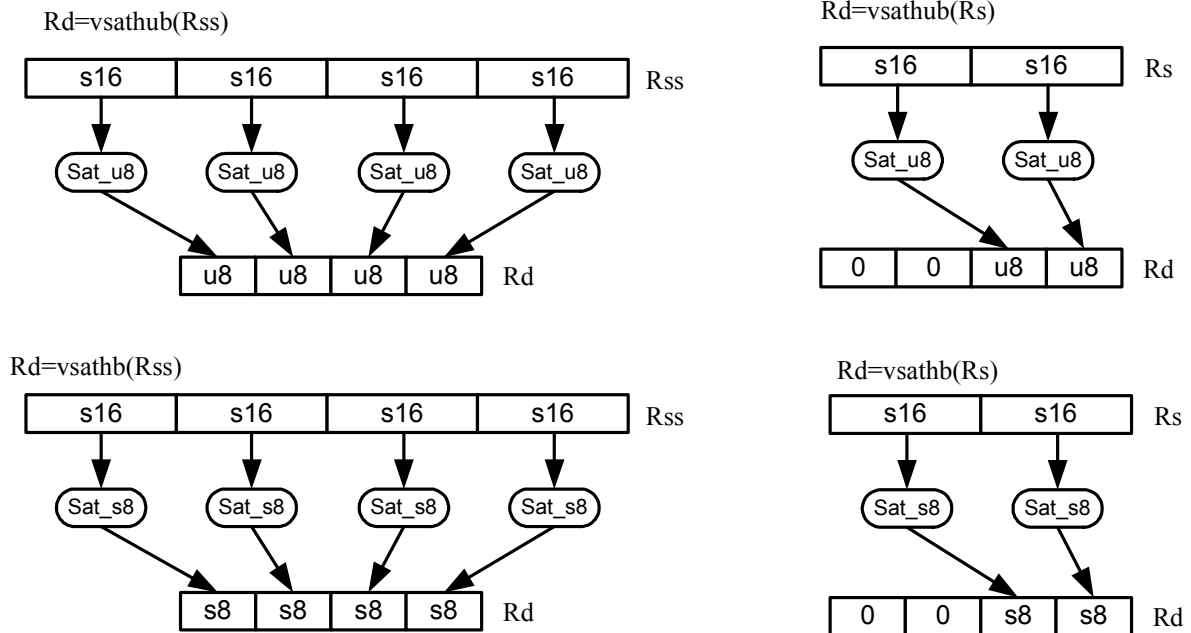 Rd=vsathub(Rss)
s16 s16 s16 s16 Rss
Sat_u8 Sat_u8 Sat_u8 Sat_u8
u8 u8 u8 u8 Rd
Rd=vsathub(Rs)
s16 s16 Rs
Sat_u8 Sat_u8
0 0 u8 u8 Rd
Rd=vsathb(Rss)
s16 s16 s16 s16 Rss
Sat_s8 Sat_s8 Sat_s8 Sat_s8
s8 s8 s8 s8 Rd
Rd=vsathb(Rs)
s16 s16 Rs
Sat_s8 Sat_s8
0 0 s8 s8 Rd